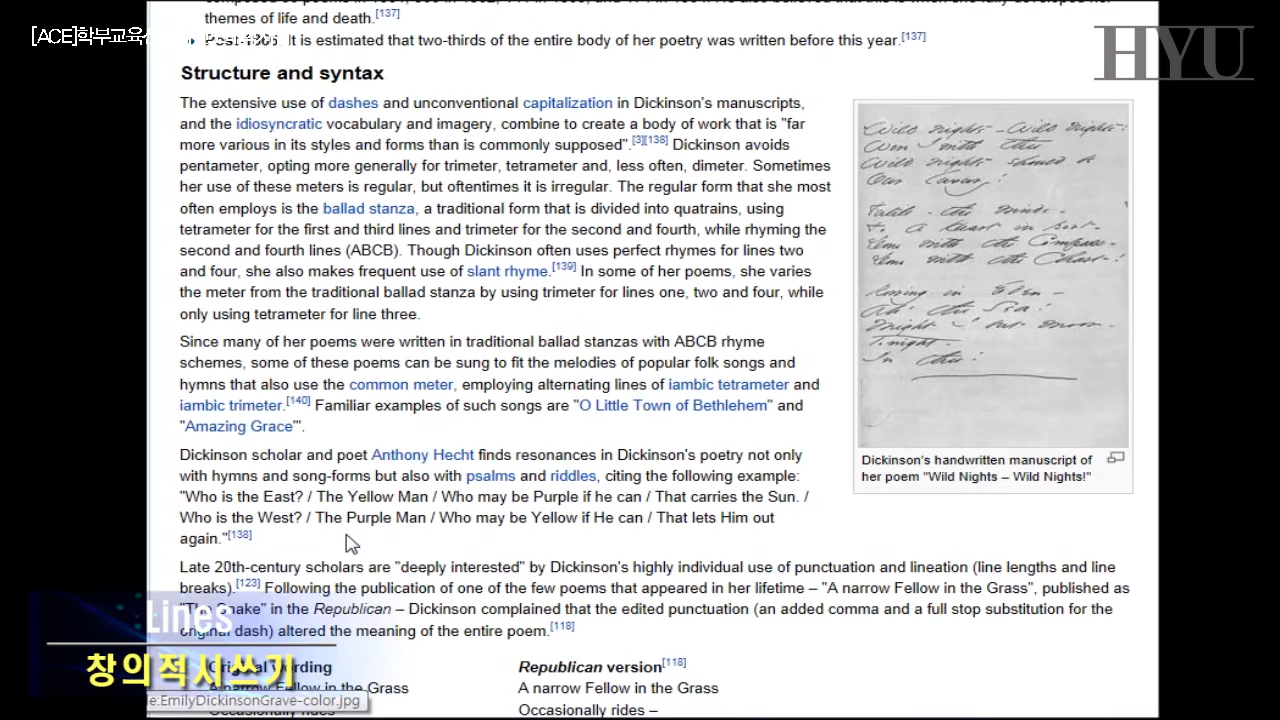 themes of life and death.[137]
[ACE]학부교육
Post-1866. It is estimated that two-thirds of the entire body of her poetry was written before this year.[137]
HYU
Structure and syntax
The extensive use of dashes and unconventional capitalization in Dickinson's manuscripts,
and the idiosyncratic vocabulary and imagery, combine to create a body of work that is "far
more various in its styles and forms than is commonly supposed".[3][138] Dickinson avoids
pentameter, opting more generally for trimeter, tetrameter and, less often, dimeter. Sometimes
her use of these meters is regular, but oftentimes it is irregular. The regular form that she most
often employs is the ballad stanza, a traditional form that is divided into quatrains, using
tetrameter for the first and third lines and trimeter for the second and fourth, while rhyming the
second and fourth lines (ABCB). Though Dickinson often uses perfect rhymes for lines two
and four, she also makes frequent use of slant rhyme.[139] In some of her poems, she varies
the meter from the traditional ballad stanza by using trimeter for lines one, two and four, while
only using tetrameter for line three.
Since many of her poems were written in traditional ballad stanzas with ABCB rhyme
schemes, some of these poems can be sung to fit the melodies of popular folk songs and
hymns that also use the common meter, employing alternating lines of iambic tetrameter and
iambic trimeter.[140] Familiar examples of such songs are "O Little Town of Bethlehem" and
"Amazing Grace'".
Dickinson scholar and poet Anthony Hecht finds resonances in Dickinson's poetry not only
with hymns and song-forms but also with psalms and riddles, citing the following example:
"Who is the East? / The Yellow Man / Who may be Purple if he can / That carries the Sun. /
Who is the West? / The Purple Man / Who may be Yellow if He can / That lets Him out
again."[138]
Wild nights - Wild nights!
Wild nights should be
Dickinson's handwritten manuscript of
her poem "Wild Nights – Wild Nights!"
Late 20th-century scholars are "deeply interested" by Dickinson's highly individual use of punctuation and lineation (line lengths and line
breaks).[123] Following the publication of one of the few poems that appeared in her lifetime – "A narrow Fellow in the Grass", published as
"The Snake" in the Republican – Dickinson complained that the edited punctuation (an added comma and a full stop substitution for the
original dash) altered the meaning of the entire poem.[118]
Lines
창의적시쓰기
Original wording
A narrow Fellow in the Grass
Occasionally rides
Republican version[118]
A narrow Fellow in the Grass
Occasionally rides –
le:EmilyDickinsonGrave-color.jpg